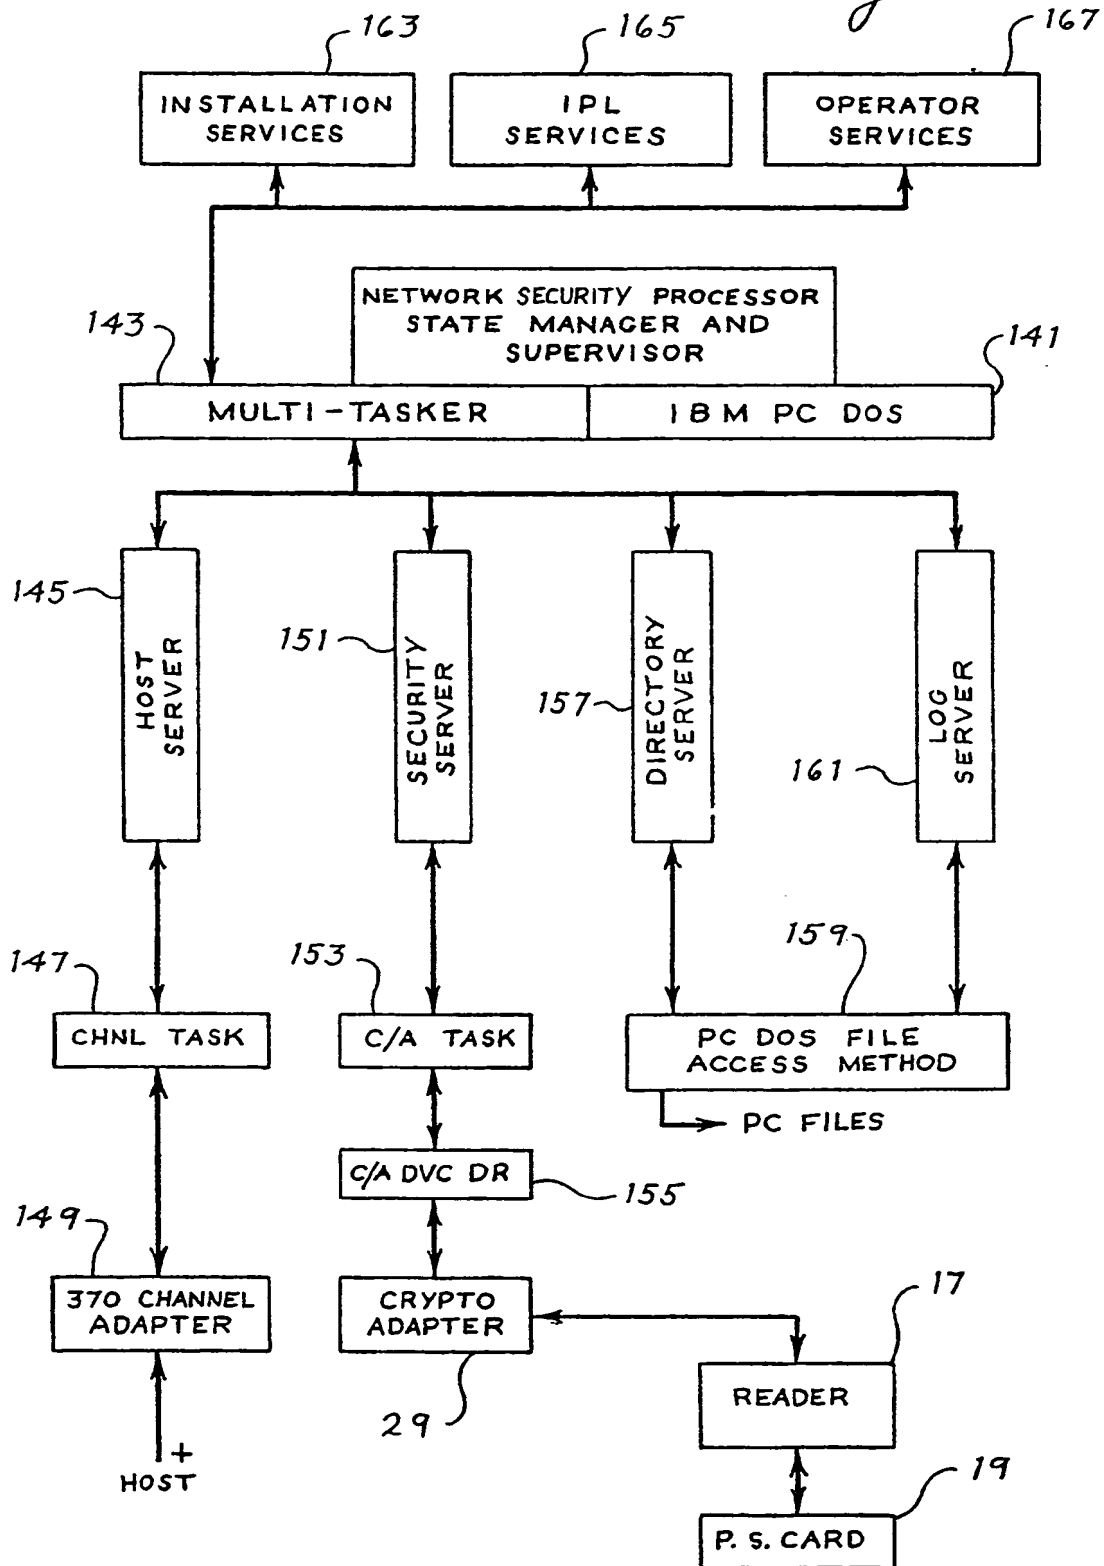 163
165
167
INSTALLATION
SERVICES
IPL
SERVICES
OPERATOR
SERVICES
NETWORK SECURITY PROCESSOR
STATE MANAGER AND
SUPERVISOR
143
141
MULTI-TASKER
IBM PC DOS
145
151
157
161
HOST
SERVER
SECURITY
SERVER
DIRECTORY
SERVER
LOG
SERVER
147
153
159
CHNL TASK
C/A TASK
PC DOS FILE
ACCESS METHOD
PC FILES
C/A DVC DR
155
149
370 CHANNEL
ADAPTER
CRYPTO
ADAPTER
17
READER
29
+
HOST
19
P. S. CARD